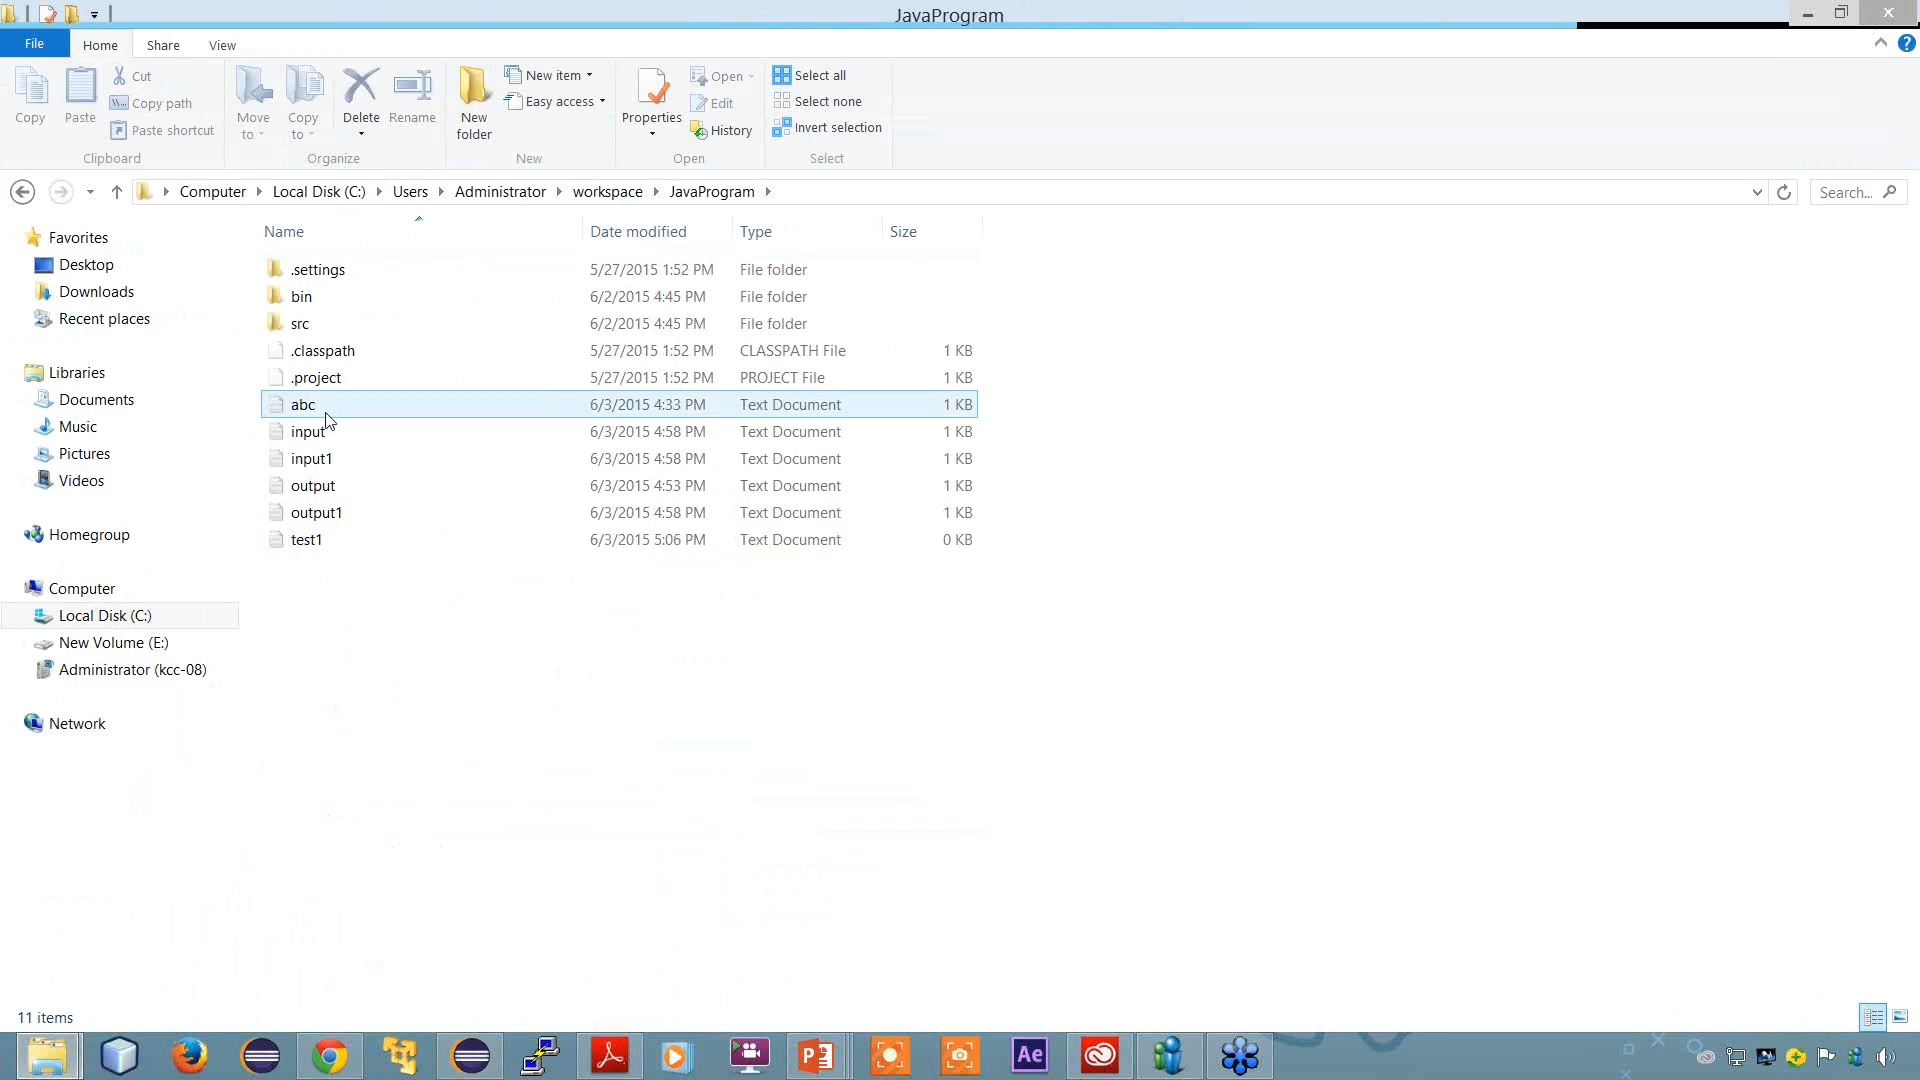 JavaProgram
File Home Share View
Copy
Paste
Cut
Copy path
Paste shortcut
Clipboard
Move to
Copy to
Delete
Rename
Organize
New folder
New item
Easy access
New
Properties
Open
Edit
History
Open
Select all
Select none
Invert selection
Select
Computer Local Disk (C:) Users Administrator workspace JavaProgram
Search...
Favorites
Desktop
Downloads
Recent places
Libraries
Documents
Music
Pictures
Videos
Homegroup
Computer
Local Disk (C:)
New Volume (E:)
Administrator (kcc-08)
Network
Name Date modified Type Size
.settings 5/27/2015 1:52 PM File folder
bin 6/2/2015 4:45 PM File folder
src 6/2/2015 4:45 PM File folder
.classpath 5/27/2015 1:52 PM CLASSPATH File 1 KB
.project 5/27/2015 1:52 PM PROJECT File 1 KB
abc 6/3/2015 4:33 PM Text Document 1 KB
input 6/3/2015 4:58 PM Text Document 1 KB
input1 6/3/2015 4:58 PM Text Document 1 KB
output 6/3/2015 4:53 PM Text Document 1 KB
output1 6/3/2015 4:58 PM Text Document 1 KB
test1 6/3/2015 5:06 PM Text Document 0 KB
11 items
Ae